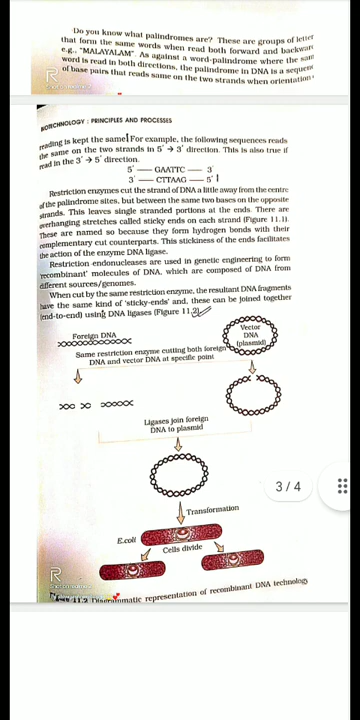 Do you know what palindromes are? These are groups of letter
that form the same words when read both forward and backwar
e.g., "MALAYALAM". As against a word-palindrome where the sam
word is read in both directions, the palindrome in DNA is a sequenc
of base pairs that reads same on the two strands when orientation
BIOTECHNOLOGY : PRINCIPLES AND PROCESSES
reading is kept the same. For example, the following sequences reads
the same on the two strands in 5' → 3' direction. This is also true if
read in the 3' → 5' direction.
5' — GAATTC — 3'
3' — CTTAAG — 5'
Restriction enzymes cut the strand of DNA a little away from the centre
of the palindrome sites, but between the same two bases on the opposite
strands. This leaves single stranded portions at the ends. There are
overhanging stretches called sticky ends on each strand (Figure 11.1).
These are named so because they form hydrogen bonds with their
complementary cut counterparts. This stickiness of the ends facilitates
the action of the enzyme DNA ligase.
Restriction endonucleases are used in genetic engineering to form
'recombinant' molecules of DNA, which are composed of DNA from
different sources/genomes.
When cut by the same restriction enzyme, the resultant DNA fragments
have the same kind of 'sticky-ends' and, these can be joined together
(end-to-end) using DNA ligases (Figure 11.2).
Foreign DNA
Vector
DNA
(plasmid)
Same restriction enzyme cutting both foreign
DNA and vector DNA at specific point
Ligases join foreign
DNA to plasmid
3 / 4
Transformation
E.coli
Cells divide
11.2 Diagrammatic representation of recombinant DNA technology